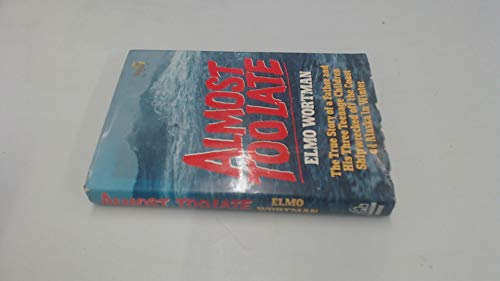 ALMOST
TOO LATE
ELMO WORTMAN
The True Story of a Father and
His Three Teenage Children
Shipwrecked off the Coast
of Alaska in Winter
ALMOST TOO LATE
ELMO
WORTMAN